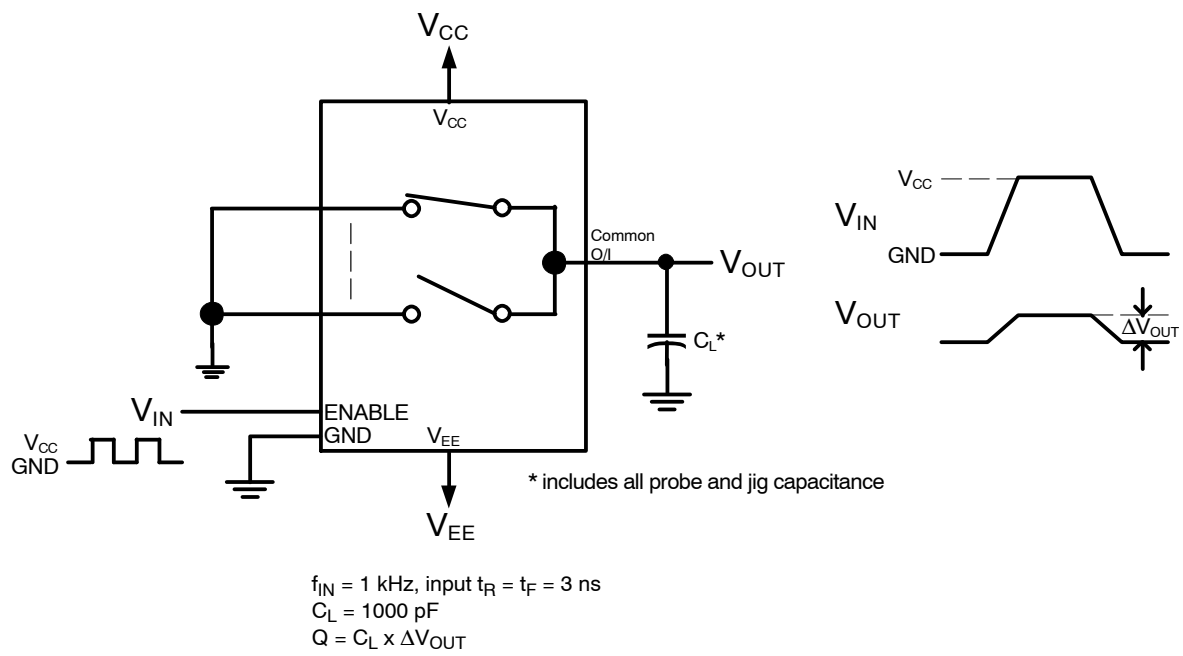 VCC
VCC
Common
O/I
VOUT
CL*
VIN
ENABLE
GND
VCC
GND
VEE
VEE
* includes all probe and jig capacitance
VCC
VIN
GND
VOUT
ΔVOUT
fIN = 1 kHz, input tR = tF = 3 ns
CL = 1000 pF
Q = CL x ΔVOUT